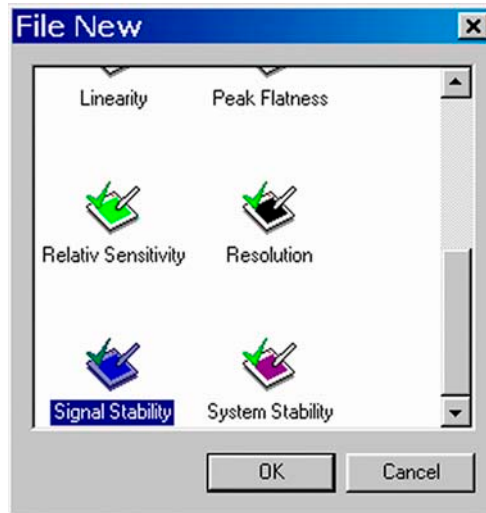 File New
Linearity Peak Flatness
Relativ Sensitivity Resolution
Signal Stability System Stability
OK Cancel